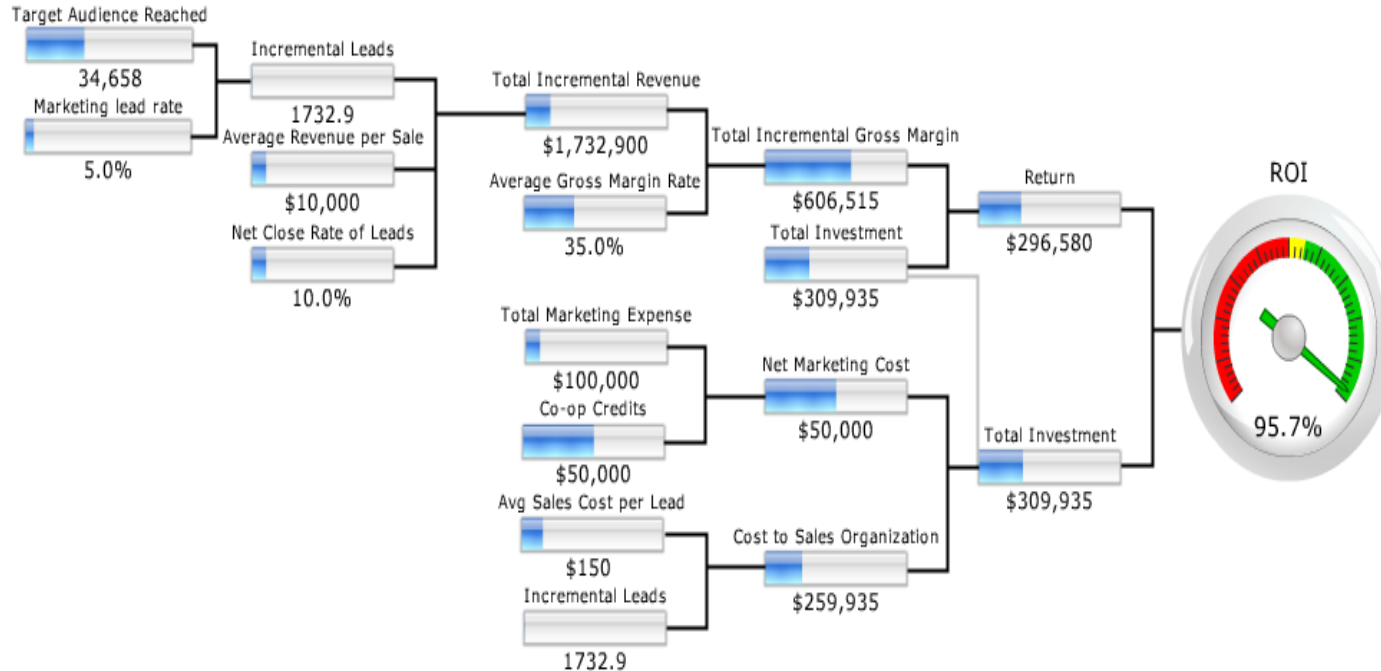 Target Audience Reached
34,658
Marketing lead rate
5.0%
Incremental Leads
1732.9
Average Revenue per Sale
$10,000
Net Close Rate of Leads
10.0%
Total Incremental Revenue
$1,732,900
Average Gross Margin Rate
35.0%
Total Incremental Gross Margin
$606,515
Total Investment
$309,935
Return
$296,580
Total Marketing Expense
$100,000
Co-op Credits
$50,000
Net Marketing Cost
$50,000
Avg Sales Cost per Lead
$150
Incremental Leads
1732.9
Cost to Sales Organization
$259,935
Total Investment
$309,935
ROI
95.7%